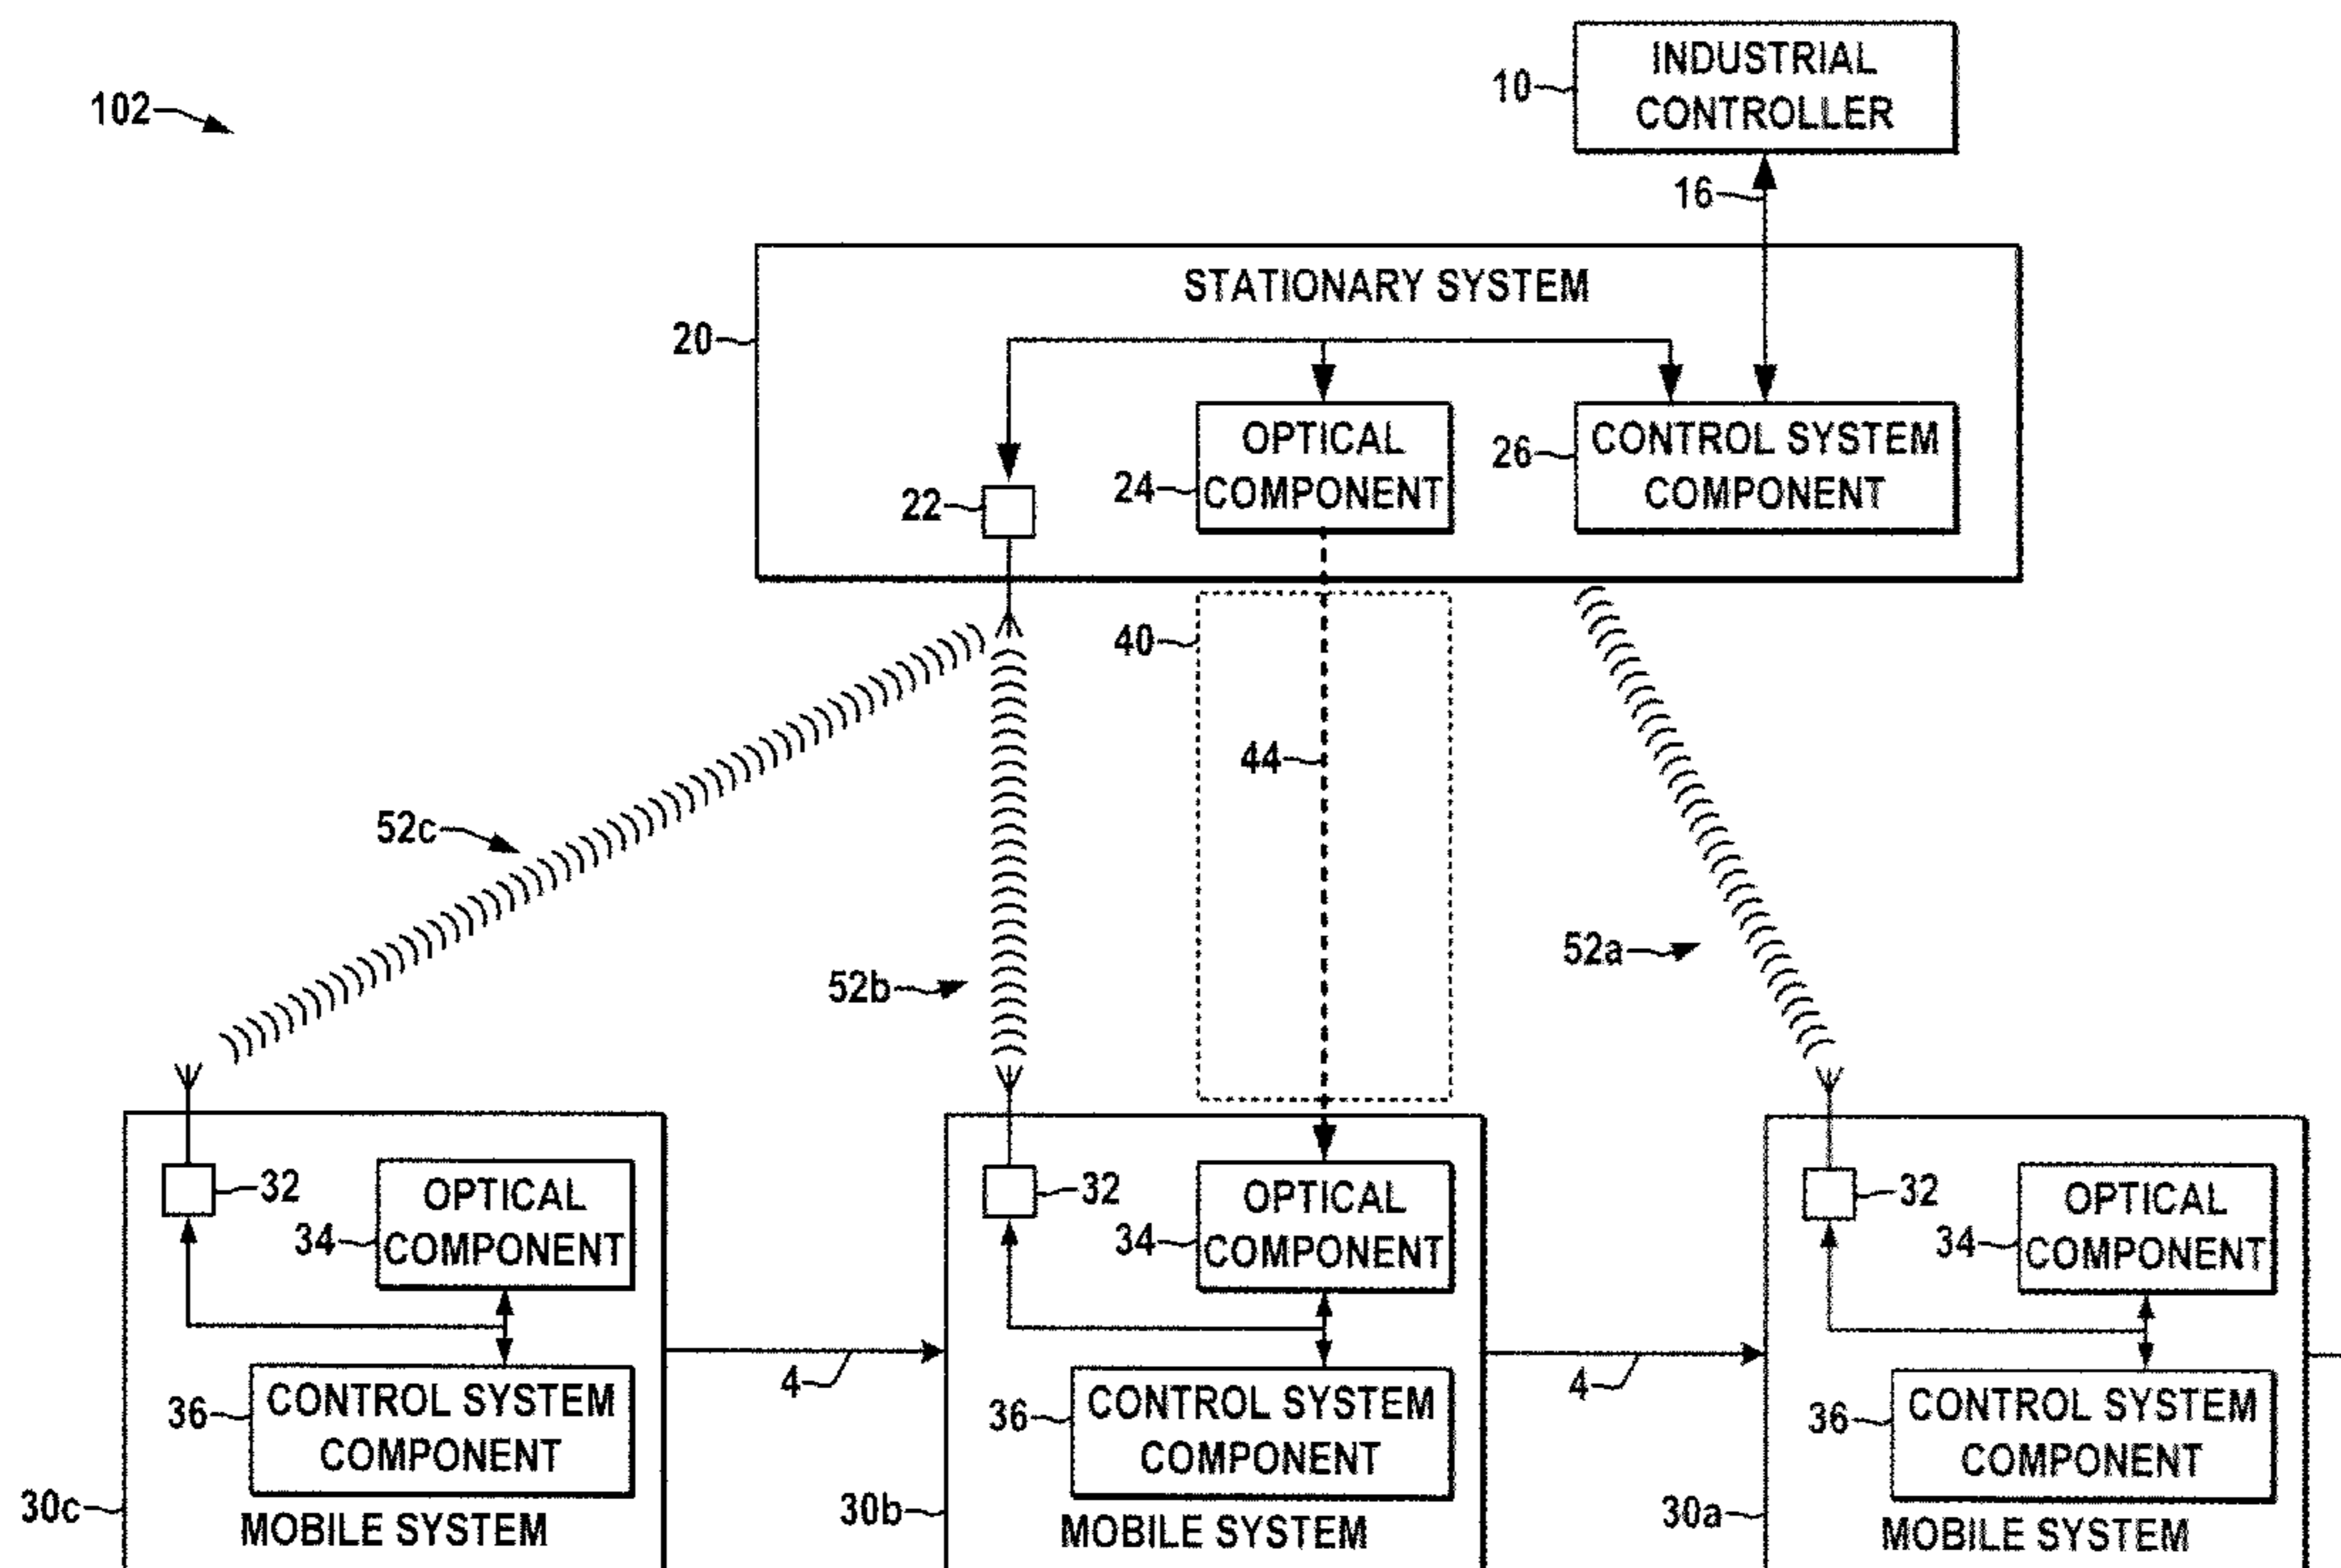 102
10
INDUSTRIAL
CONTROLLER
16
20
STATIONARY SYSTEM
22
24
OPTICAL
COMPONENT
26
CONTROL SYSTEM
COMPONENT
40
44
52c
52b
52a
32
34
OPTICAL
COMPONENT
36
CONTROL SYSTEM
COMPONENT
30c
MOBILE SYSTEM
4
32
34
OPTICAL
COMPONENT
36
CONTROL SYSTEM
COMPONENT
30b
MOBILE SYSTEM
4
32
34
OPTICAL
COMPONENT
36
CONTROL SYSTEM
COMPONENT
30a
MOBILE SYSTEM